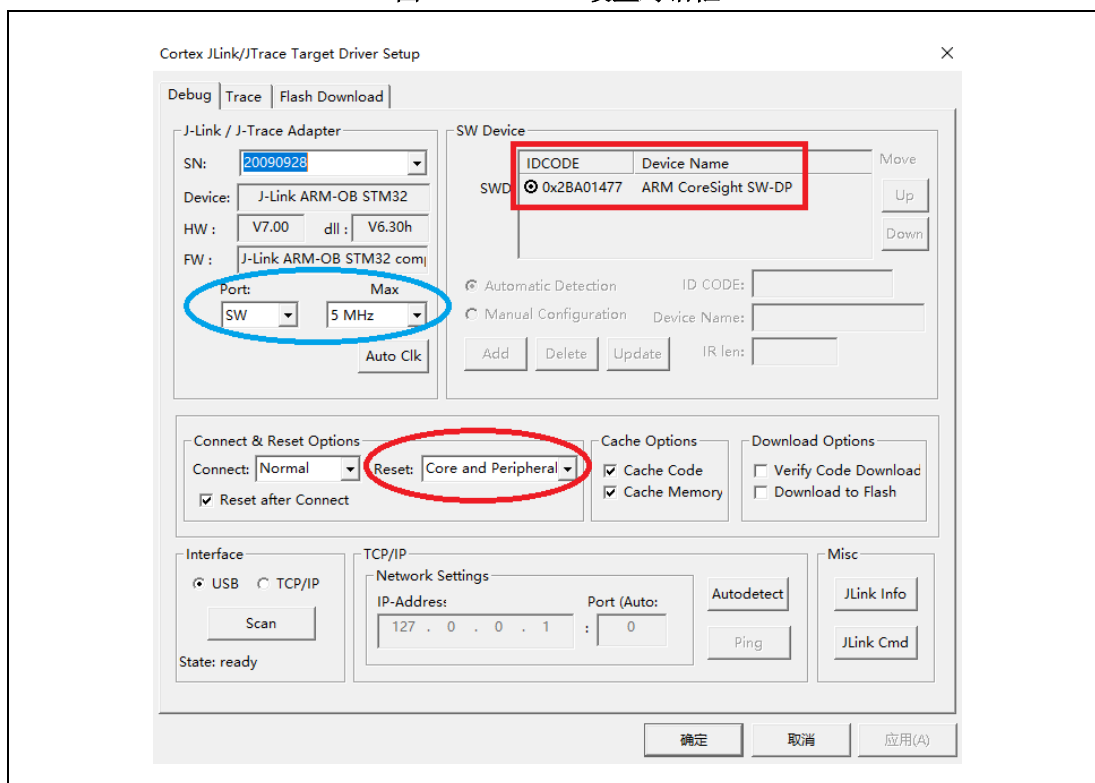 Cortex JLink/JTrace Target Driver Setup
Debug Trace Flash Download
J-Link / J-Trace Adapter
SN: 20090928
Device: J-Link ARM-OB STM32
HW : V7.00 dll : V6.30h
FW : J-Link ARM-OB STM32 com
Port: Max
SW 5 MHz
Auto Clk
SW Device
IDCODE Device Name
SWD 0x2BA01477 ARM CoreSight SW-DP
Move
Up
Down
Automatic Detection ID CODE:
Manual Configuration Device Name:
Add Delete Update IR len:
Connect & Reset Options
Connect: Normal Reset: Core and Peripheral
Reset after Connect
Cache Options
Cache Code
Cache Memory
Download Options
Verify Code Download
Download to Flash
Interface
USB TCP/IP
Scan
State: ready
TCP/IP
Network Settings
IP-Address Port (Auto:
127 . 0 . 0 . 1 : 0
Autodetect
Ping
Misc
JLink Info
JLink Cmd
确定 取消 应用(A)